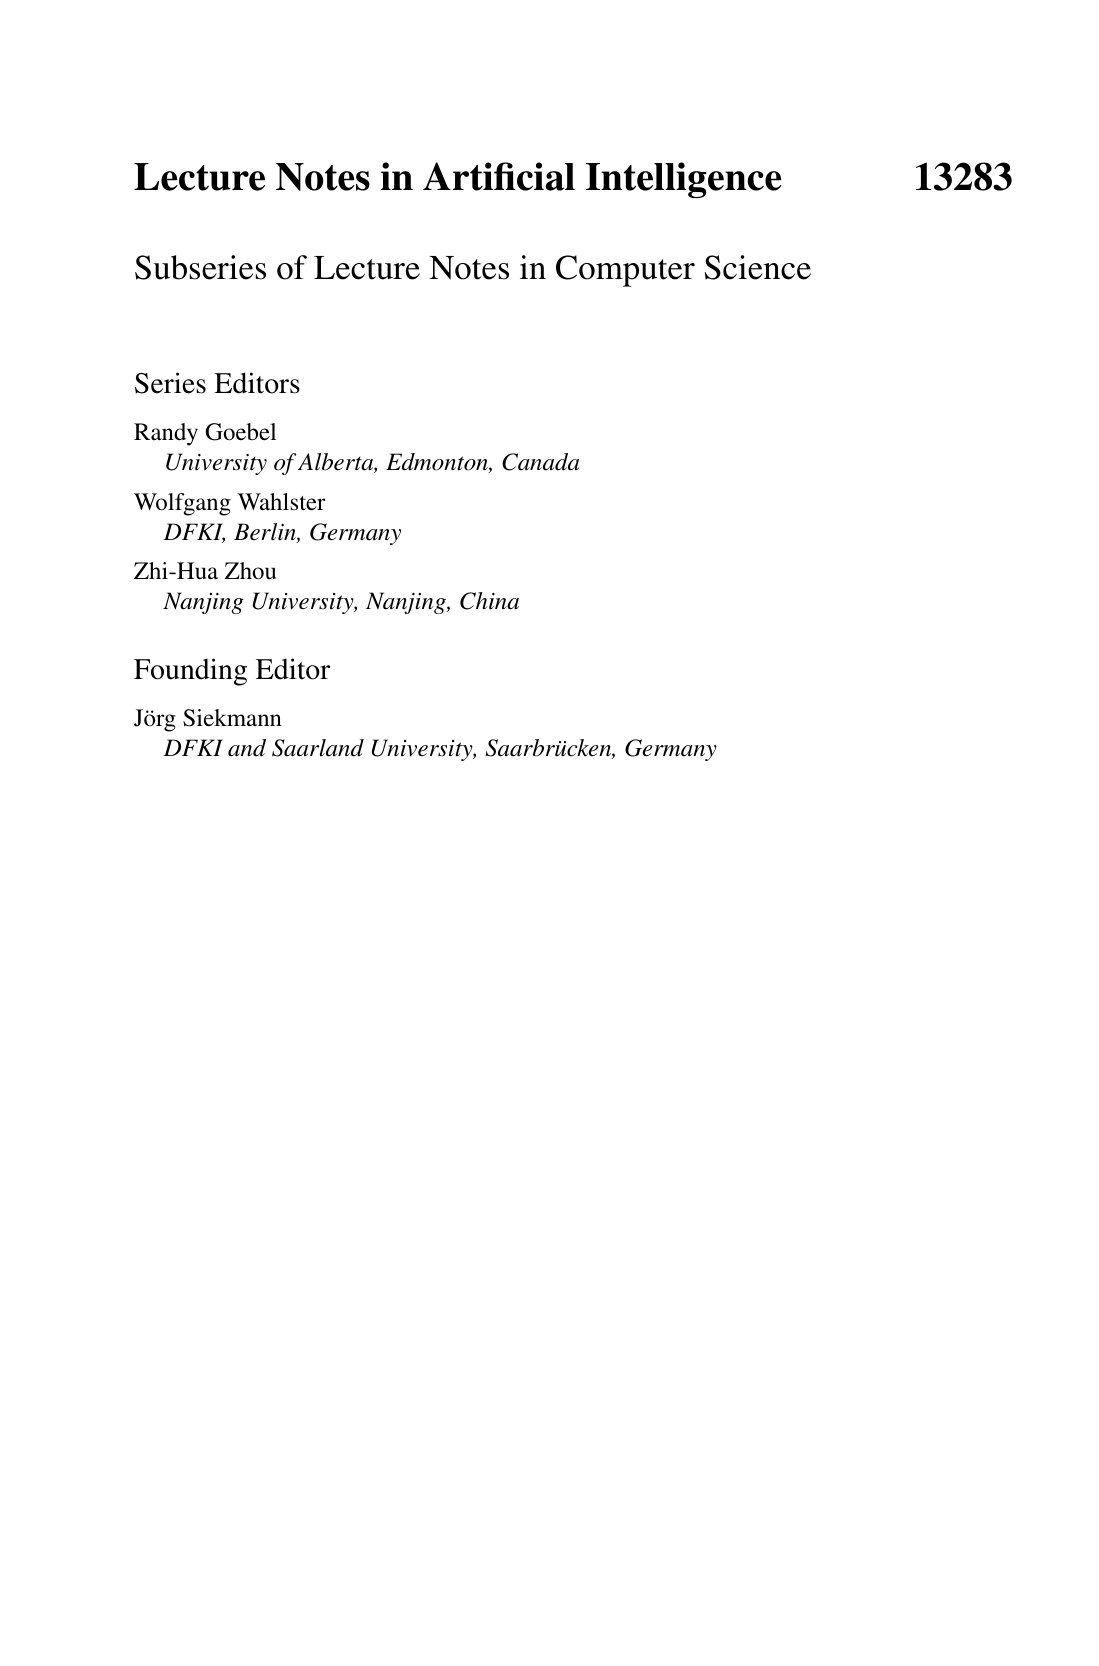 Lecture Notes in Artificial Intelligence 13283
Subseries of Lecture Notes in Computer Science
Series Editors
Randy Goebel
University of Alberta, Edmonton, Canada
Wolfgang Wahlster
DFKI, Berlin, Germany
Zhi-Hua Zhou
Nanjing University, Nanjing, China
Founding Editor
Jörg Siekmann
DFKI and Saarland University, Saarbrücken, Germany